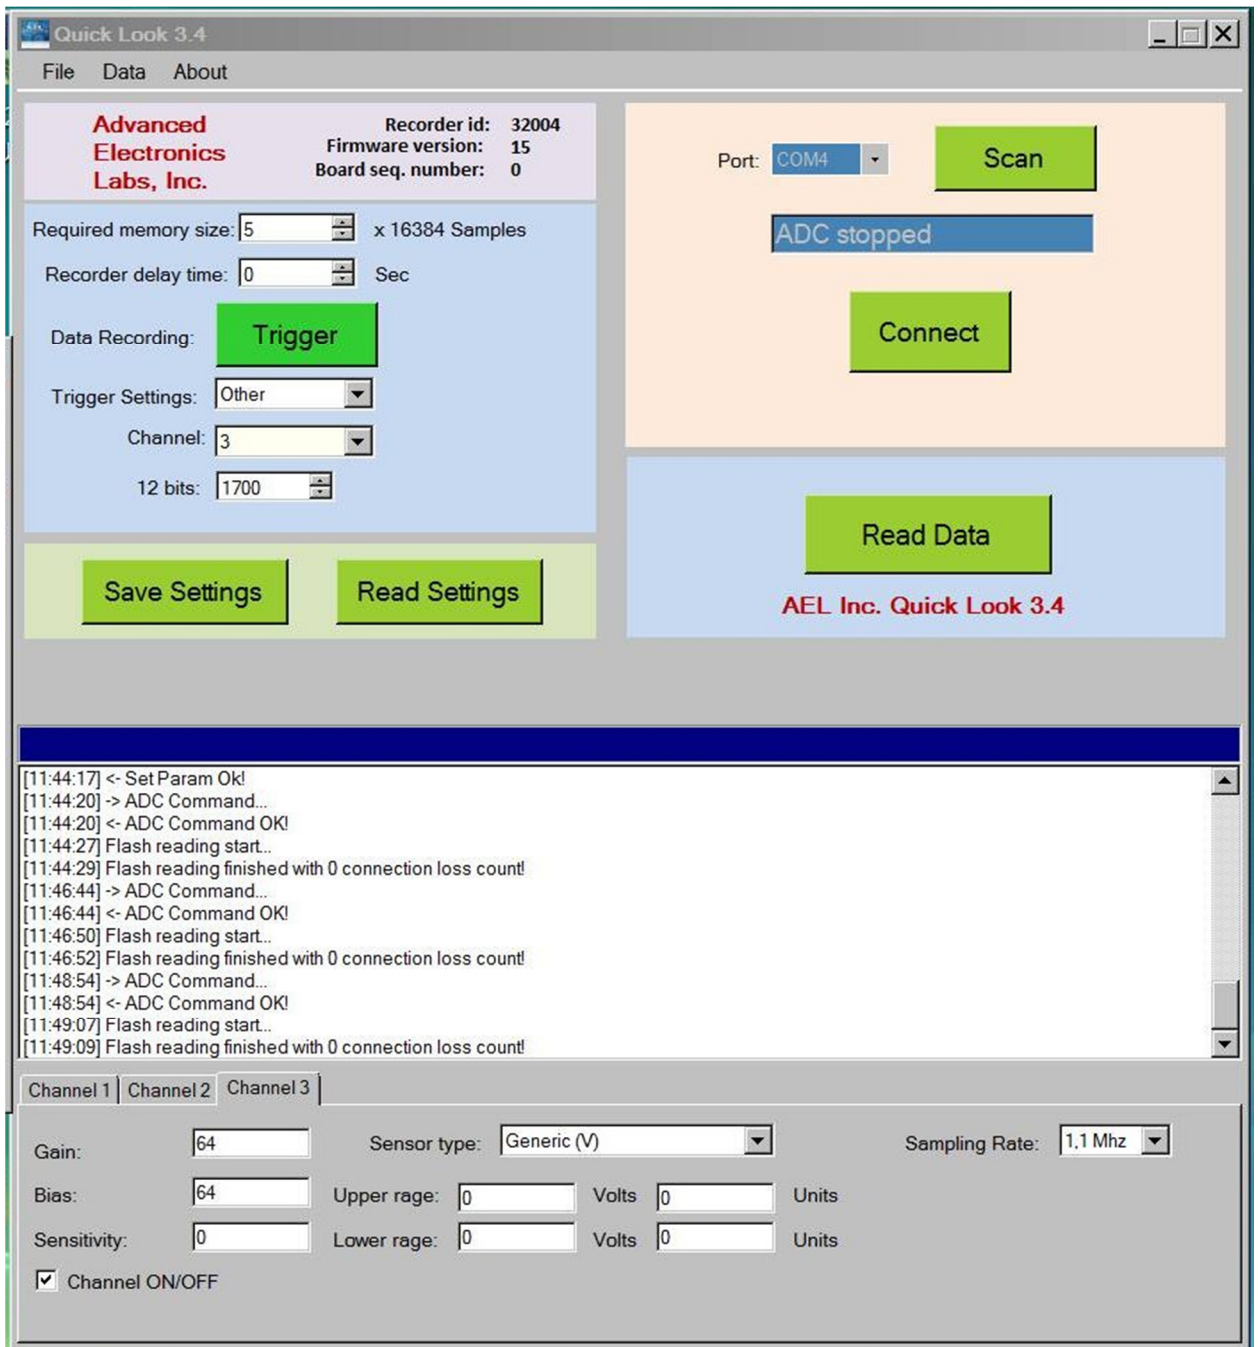 Quick Look 3.4
File Data About
Advanced
Electronics
Labs, Inc.
Recorder id: 32004
Firmware version: 15
Board seq. number: 0
Required memory size: 5 x 16384 Samples
Recorder delay time: 0 Sec
Data Recording: Trigger
Trigger Settings: Other
Channel: 3
12 bits: 1700
Save Settings Read Settings
Port: COM4 Scan
ADC stopped
Connect
Read Data
AEL Inc. Quick Look 3.4
[11:44:17] <- Set Param Ok!
[11:44:20] -> ADC Command...
[11:44:20] <- ADC Command OK!
[11:44:27] Flash reading start...
[11:44:29] Flash reading finished with 0 connection loss count!
[11:46:44] -> ADC Command...
[11:46:44] <- ADC Command OK!
[11:46:50] Flash reading start...
[11:46:52] Flash reading finished with 0 connection loss count!
[11:48:54] -> ADC Command...
[11:48:54] <- ADC Command OK!
[11:49:07] Flash reading start...
[11:49:09] Flash reading finished with 0 connection loss count!
Channel 1 Channel 2 Channel 3
Gain: 64 Sensor type: Generic (V) Sampling Rate: 1,1 Mhz
Bias: 64 Upper rage: 0 Volts 0 Units
Sensitivity: 0 Lower rage: 0 Volts 0 Units
Channel ON/OFF